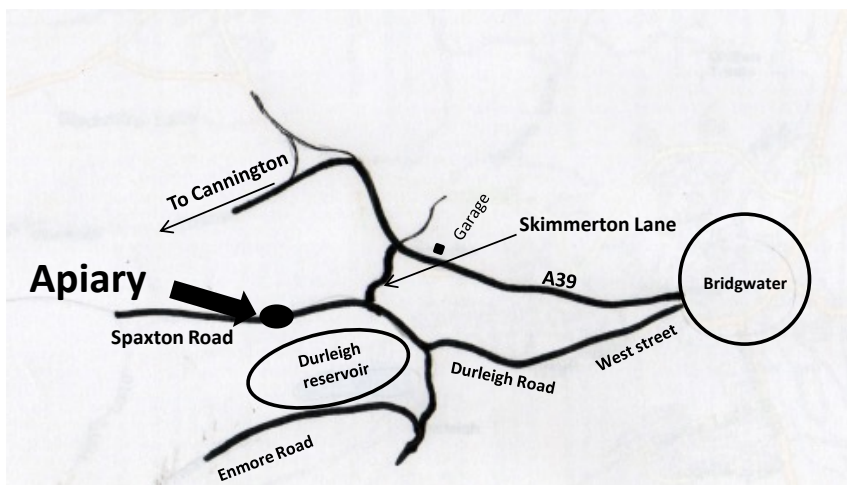 To Cannington
Garage
Skimmerton Lane
Apiary
A39
Bridgwater
Spaxton Road
Durleigh
reservoir
West street
Durleigh Road
Enmore Road